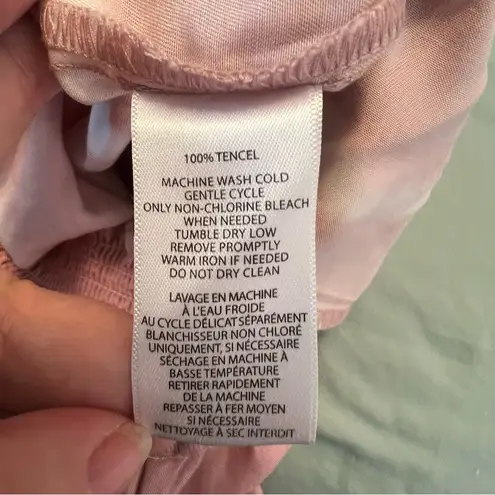 100% TENCEL
MACHINE WASH COLD
GENTLE CYCLE
ONLY NON-CHLORINE BLEACH
WHEN NEEDED
TUMBLE DRY LOW
REMOVE PROMPTLY
WARM IRON IF NEEDED
DO NOT DRY CLEAN
LAVAGE EN MACHINE
À L'EAU FROIDE
AU CYCLE DÉLICAT SÉPARÉMENT
BLANCHISSEUR NON CHLORÉ
UNIQUEMENT, SI NÉCESSAIRE
SÉCHAGE EN MACHINE À
BASSE TEMPÉRATURE
RETIRER RAPIDEMENT
DE LA MACHINE
REPASSER À FER MOYEN
SI NÉCESSAIRE
NETTOYAGE À SEC INTERDIT